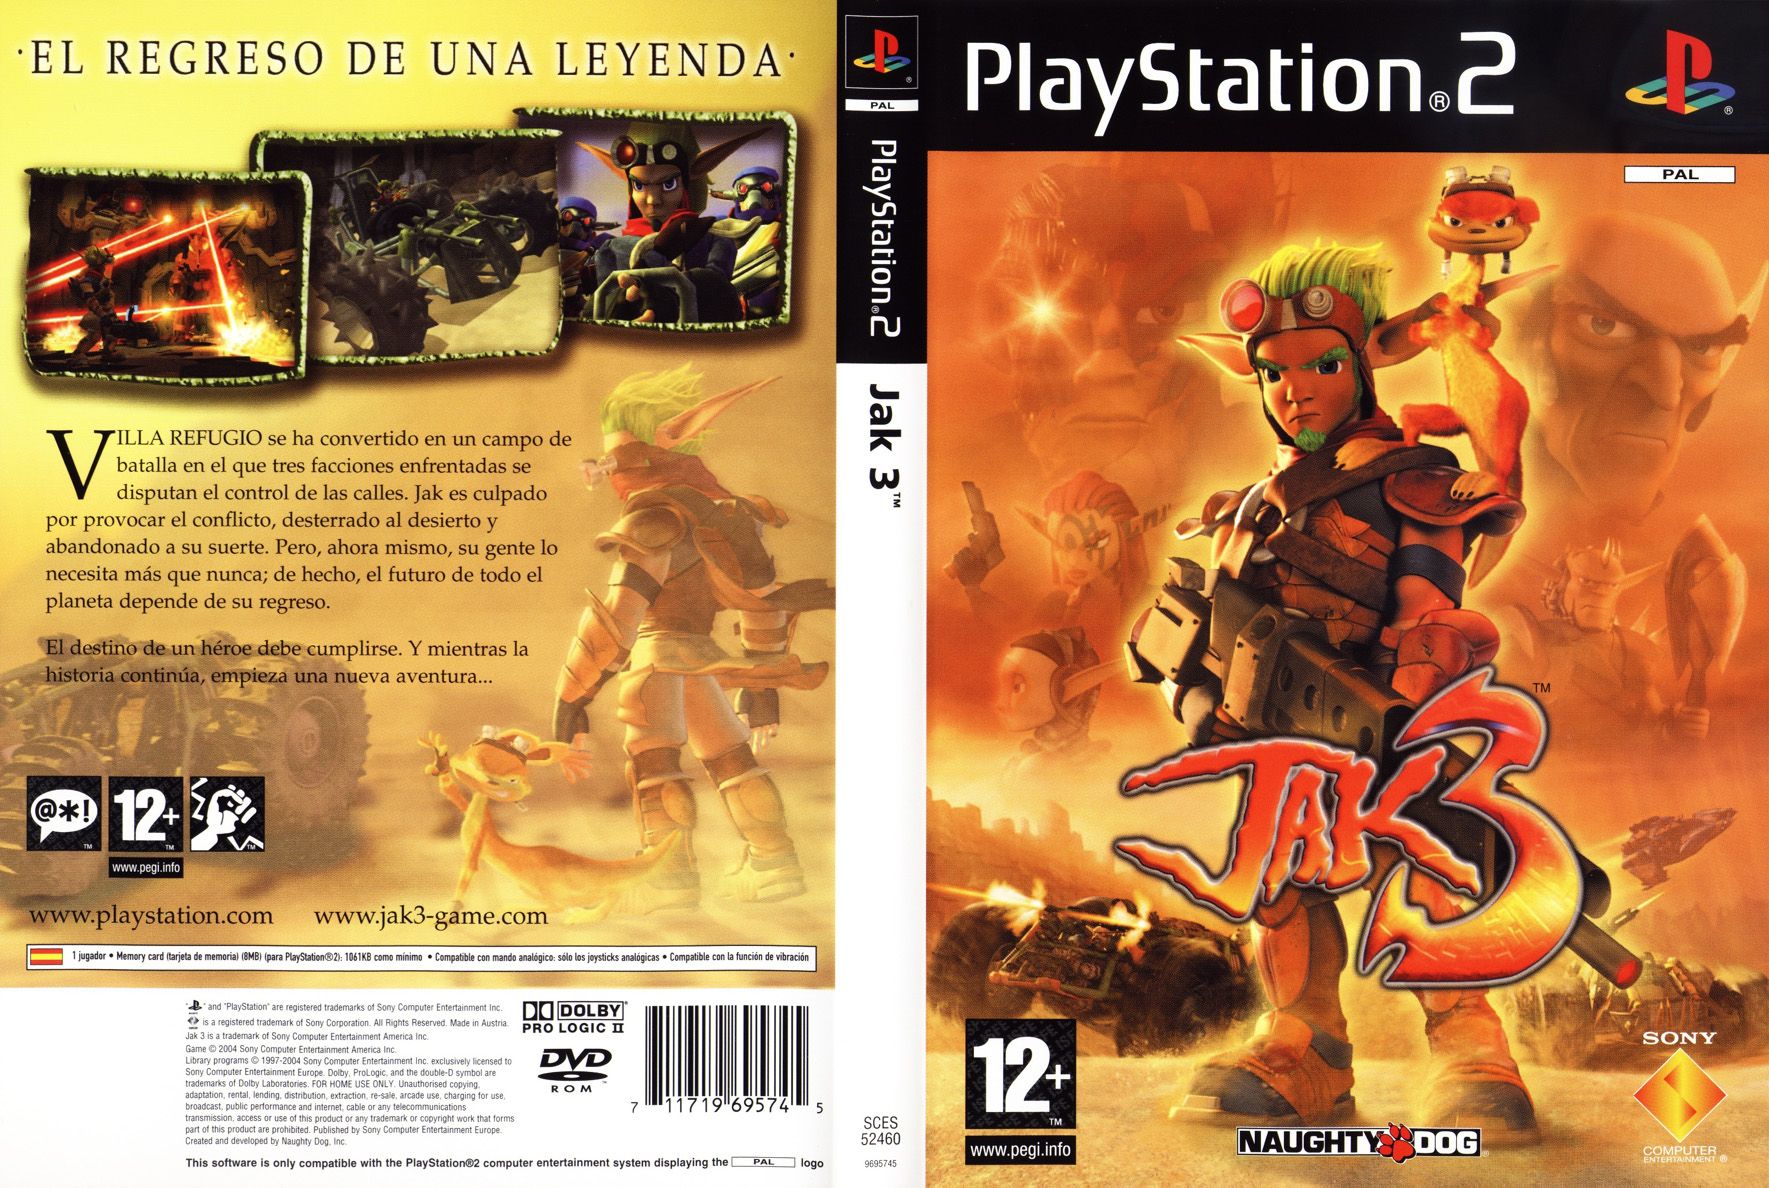 ·EL REGRESO DE UNA LEYENDA·
VILLA REFUGIO se ha convertido en un campo de
batalla en el que tres facciones enfrentadas se
disputan el control de las calles. Jak es culpado
por provocar el conflicto, desterrado al desierto y
abandonado a su suerte. Pero, ahora mismo, su gente lo
necesita más que nunca; de hecho, el futuro de todo el
planeta depende de su regreso.
El destino de un héroe debe cumplirse. Y mientras la
historia continúa, empieza una nueva aventura...
@*! TM
12+ TM
TM
www.pegi.info
www.playstation.com www.jak3-game.com
1 jugador • Memory card (tarjeta de memoria) (8MB) (para PlayStation®2): 1061KB como mínimo • Compatible con mando analógico: sólo los joysticks analógicas • Compatible con la función de vibración
" " and "PlayStation" are registered trademarks of Sony Computer Entertainment Inc.
is a registered trademark of Sony Corporation. All Rights Reserved. Made in Austria.
Jak 3 is a trademark of Sony Computer Entertainment America Inc.
Game © 2004 Sony Computer Entertainment America Inc.
Library programs © 1997-2004 Sony Computer Entertainment Inc. exclusively licensed to
Sony Computer Entertainment Europe. Dolby, ProLogic, and the double-D symbol are
trademarks of Dolby Laboratories. FOR HOME USE ONLY. Unauthorised copying,
adaptation, rental, lending, distribution, extraction, re-sale, arcade use, charging for use,
broadcast, public performance and internet, cable or any telecommunications
transmission, access or use of this product or any trademark or copyright work that forms
part of this product are prohibited. Published by Sony Computer Entertainment Europe.
Created and developed by Naughty Dog, Inc.
DOLBY®
PRO LOGIC II
DVD™
ROM
7 11719 69574 5
This software is only compatible with the PlayStation®2 computer entertainment system displaying the PAL logo
®
PAL
PlayStation®2
Jak 3™
SCES
52460
9695745
PlayStation®2
®
PAL
JAK 3
TM
12+
TM
www.pegi.info
NAUGHTY DOG®
SONY
COMPUTER
ENTERTAINMENT®